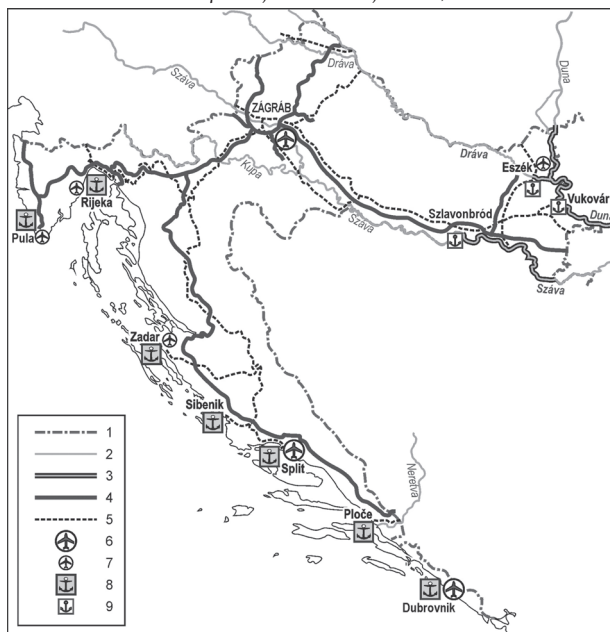 Száva
Dráva
Duna
ZÁGRÁB
Dráva
Eszék
Kupa
Vukovár
Rijeka
Szlavonbród
Duna
Pula
Száva
Száva
Zadar
Sibenik
Split
Neretva
Ploče
Dubrovnik
1
2
3
4
5
6
7
8
9